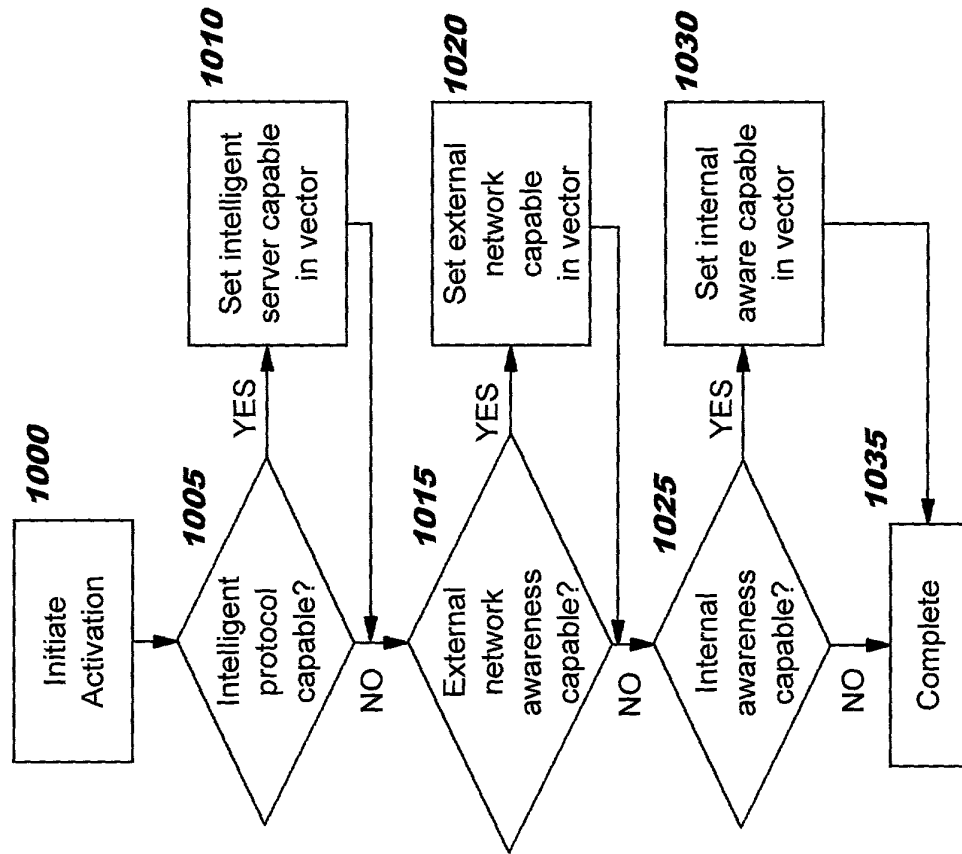 1000
Initiate
Activation
1005
Intelligent
protocol
capable?
YES
NO
1010
Set intelligent
server capable
in vector
1015
External
network
awareness
capable?
YES
NO
1020
Set external
network
capable
in vector
1025
Internal
awareness
capable?
YES
NO
1030
Set internal
aware capable
in vector
1035
Complete